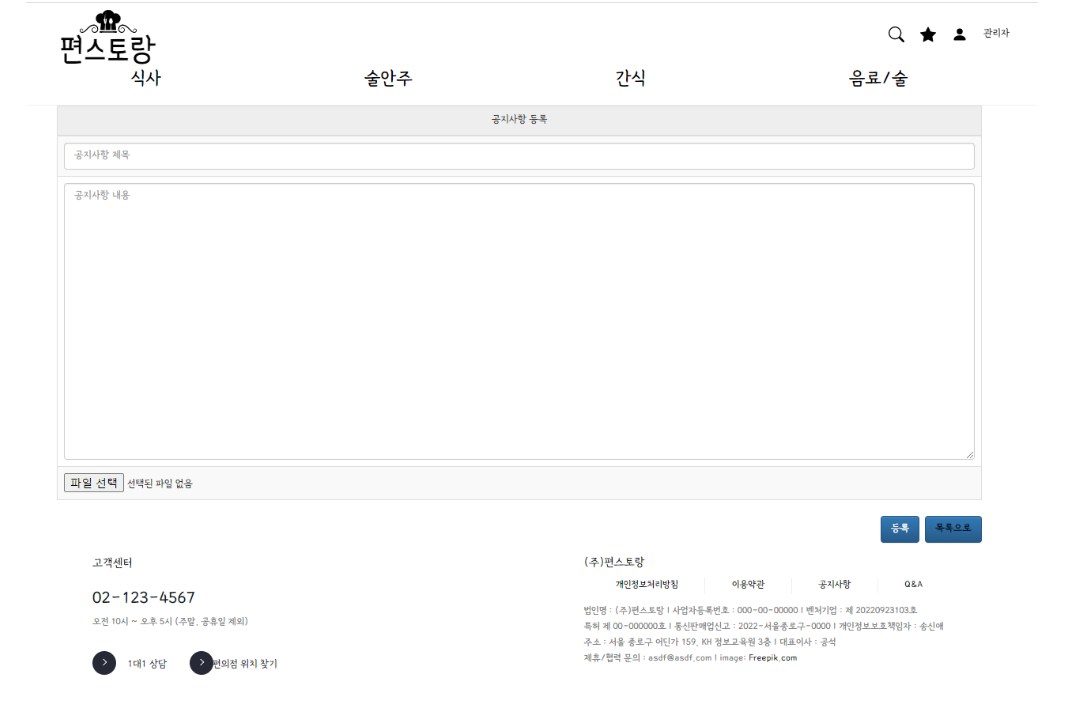 편스토랑
관리자
식사 술안주 간식 음료/술
공지사항 등록
공지사항 제목
공지사항 내용
파일 선택 선택된 파일 없음
등록 목록으로
고객센터
02-123-4567
오전 10시 ~ 오후 5시 (주말, 공휴일 제외)
1대1 상담 편의점 위치 찾기
(주)편스토랑
개인정보처리방침 이용약관 공지사항 Q&A
법인명 : (주)편스토랑 | 사업자등록번호 : 000-00-00000 | 벤처기업 : 제 20220923103호
특허 제 00-000000호 | 통신판매업신고 : 2022-서울종로구-0000 | 개인정보보호책임자 : 송신애
주소 : 서울 종로구 어딘가 159, KH 정보교육원 3층 | 대표이사 : 공석
제휴/협력 문의 : asdf@asdf.com | image: Freepik.com